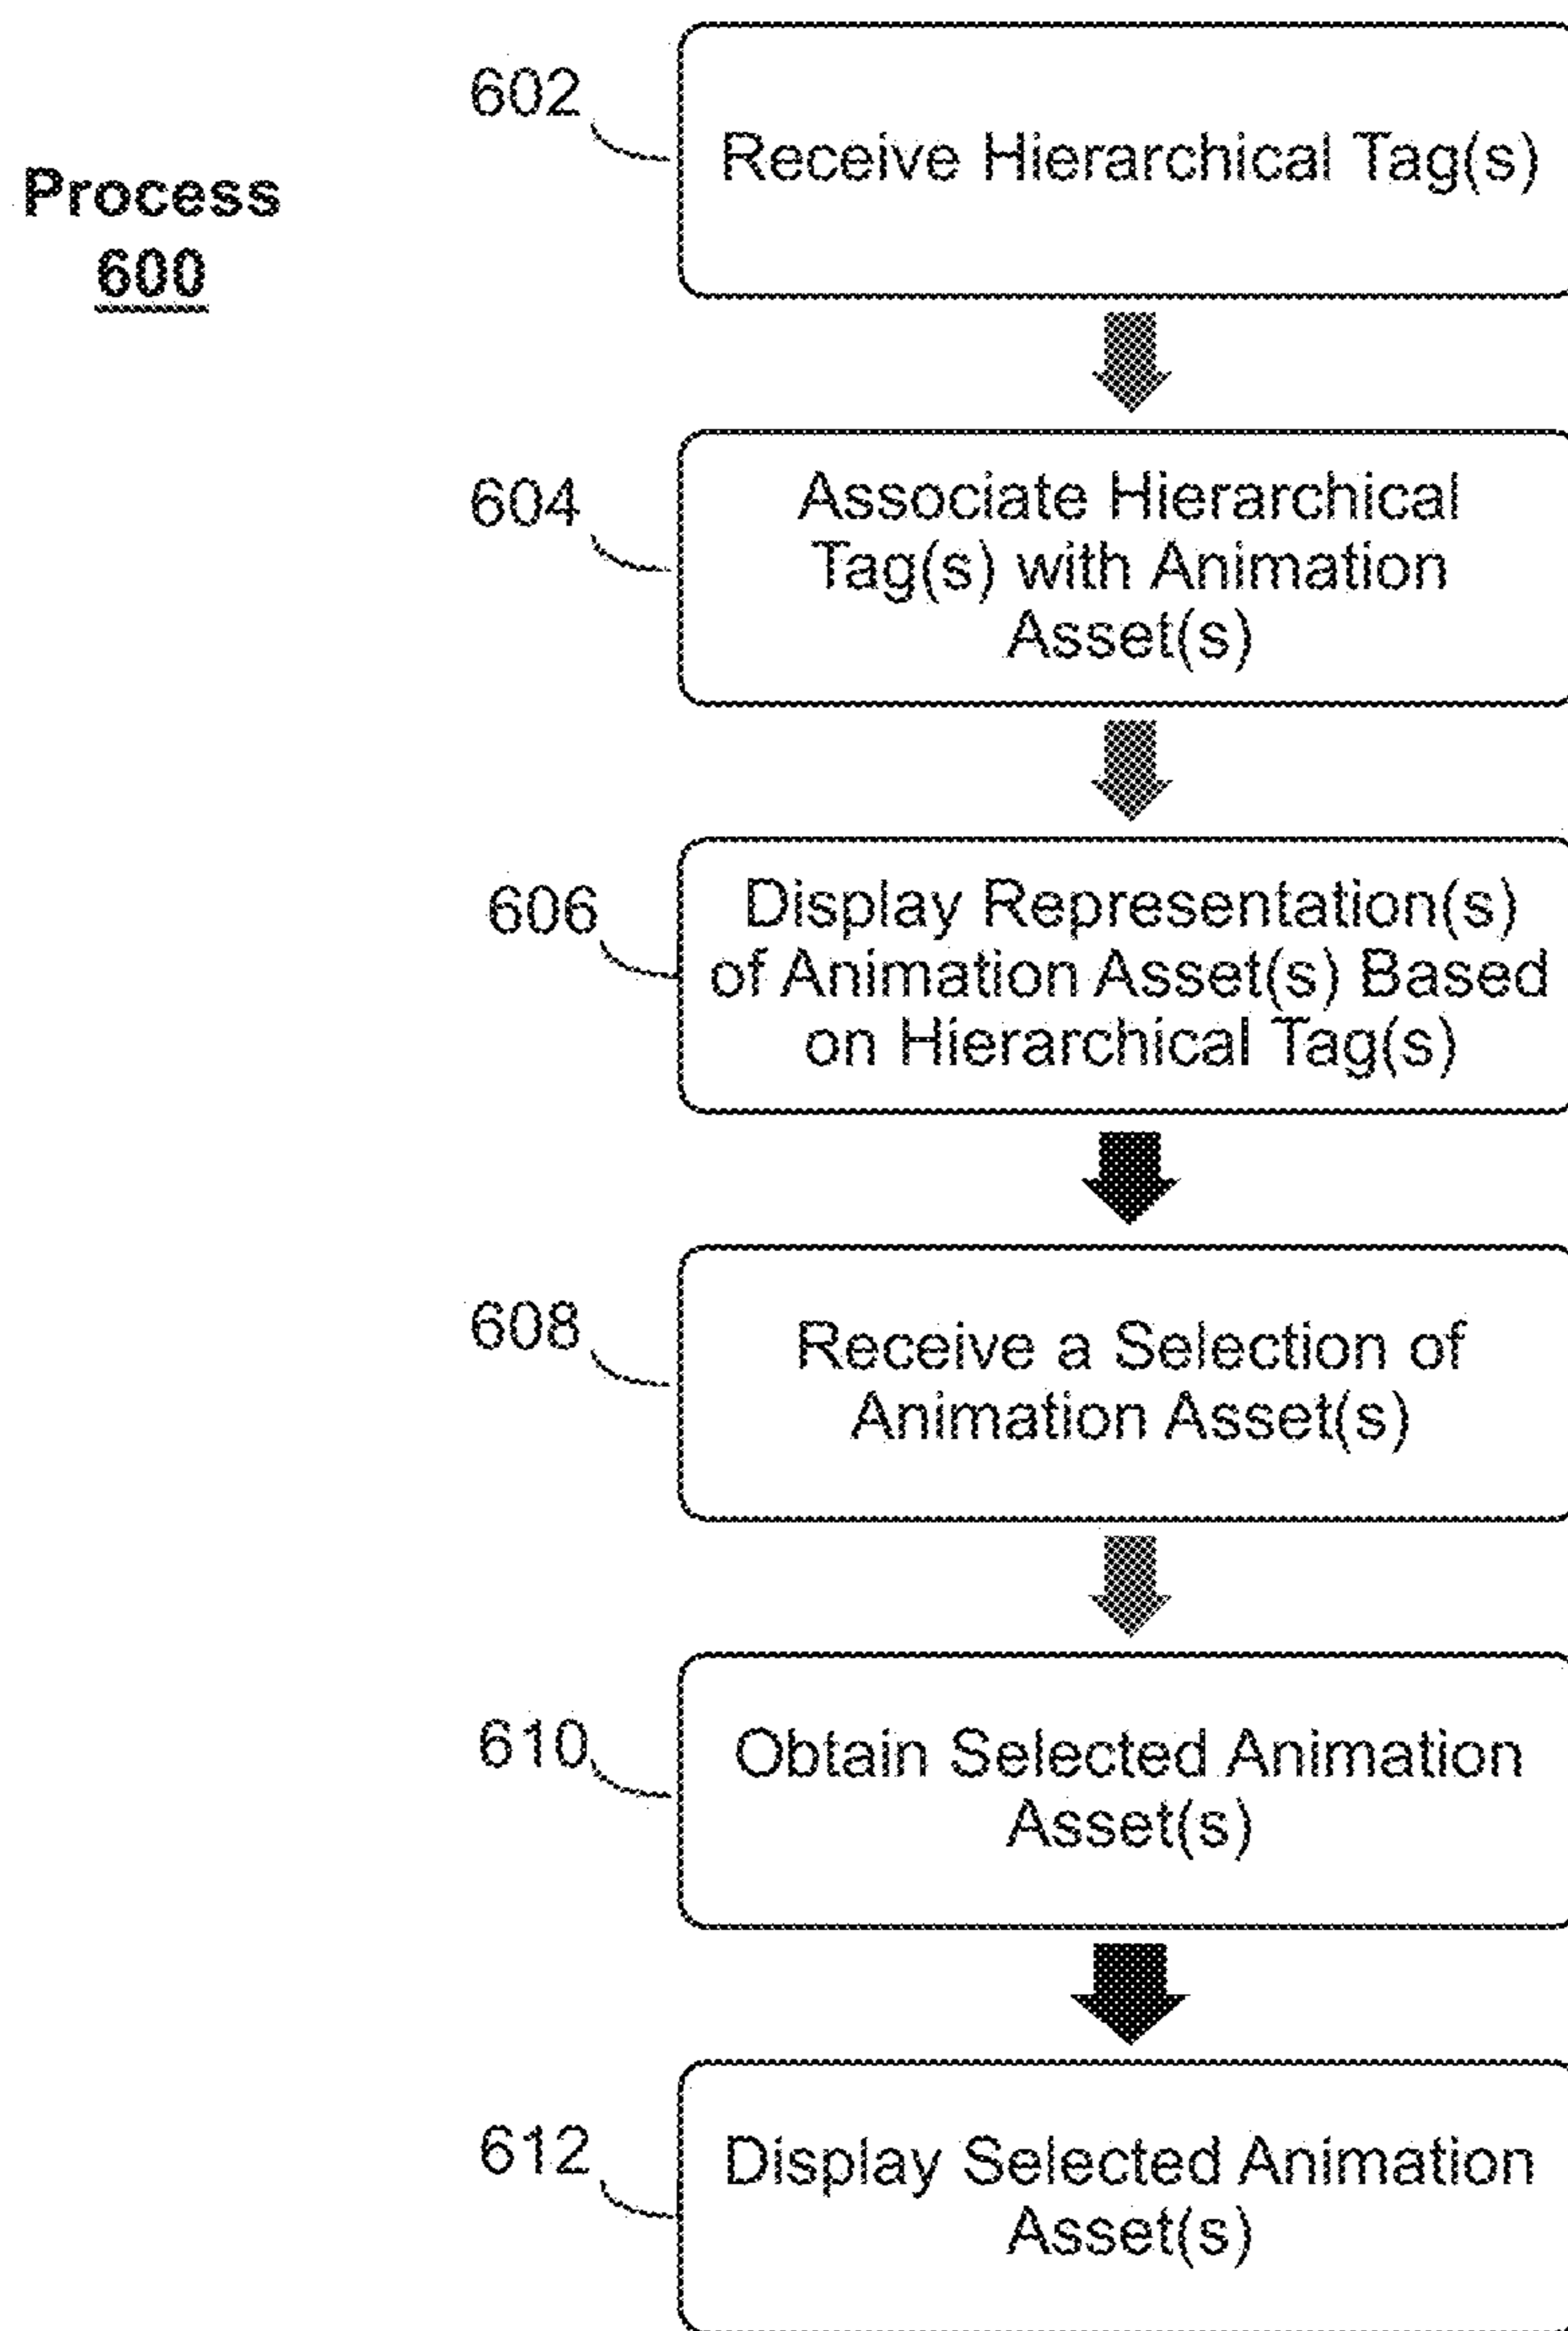 Process
600
602
Receive Hierarchical Tag(s)
604
Associate Hierarchical
Tag(s) with Animation
Asset(s)
606
Display Representation(s)
of Animation Asset(s) Based
on Hierarchical Tag(s)
608
Receive a Selection of
Animation Asset(s)
610
Obtain Selected Animation
Asset(s)
612
Display Selected Animation
Asset(s)